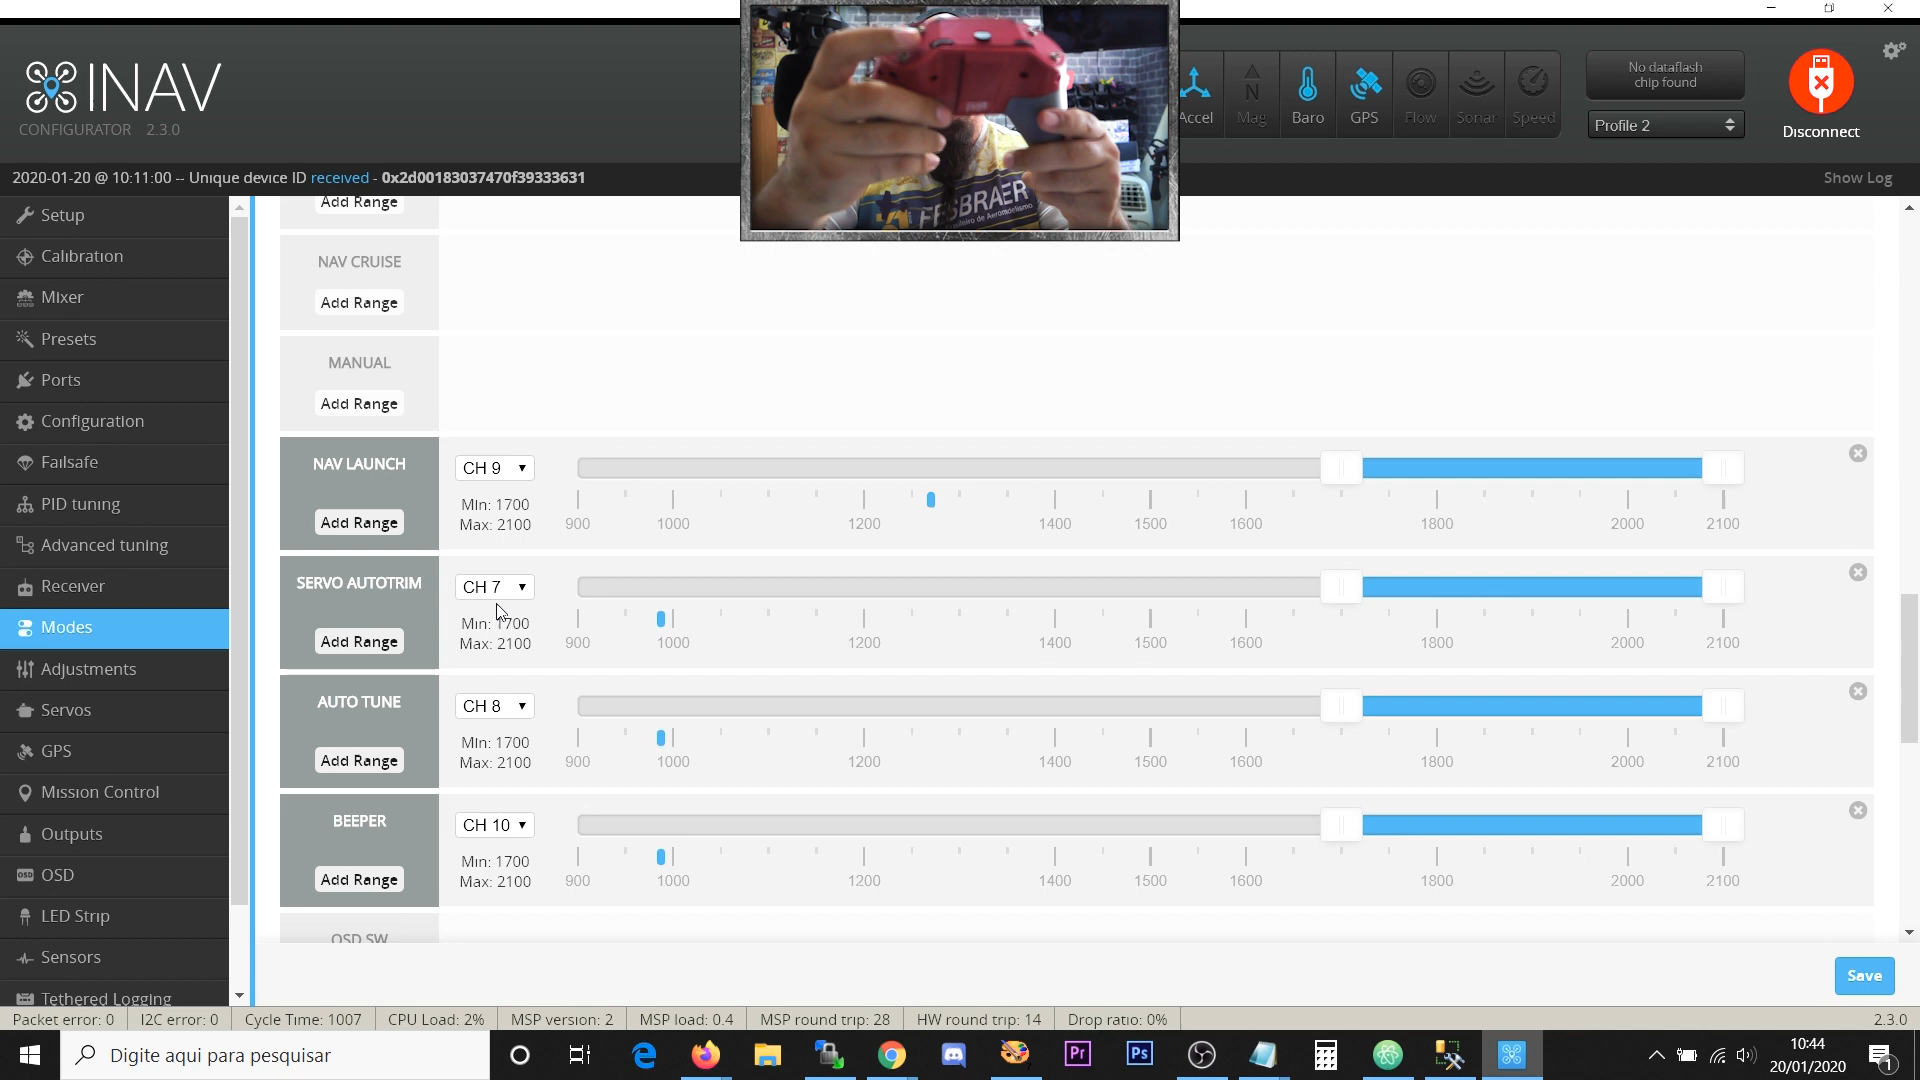 INAV
CONFIGURATOR 2.3.0
Accel
Mag
Baro
GPS
Flow
Sonar
Speed
No dataflash
chip found
Profile 2
Disconnect
2020-01-20 @ 10:11:00 -- Unique device ID received - 0x2d00183037470f39333631
Show Log
Setup
Calibration
Mixer
Presets
Ports
Configuration
Failsafe
PID tuning
Advanced tuning
Receiver
Modes
Adjustments
Servos
GPS
Mission Control
Outputs
OSD
LED Strip
Sensors
Tethered Logging
Add Range
NAV CRUISE
Add Range
MANUAL
Add Range
NAV LAUNCH
Add Range
CH 9
Min: 1700
Max: 2100
900 1000 1200 1400 1500 1600 1800 2000 2100
SERVO AUTOTRIM
Add Range
CH 7
Min: 1700
Max: 2100
900 1000 1200 1400 1500 1600 1800 2000 2100
AUTO TUNE
Add Range
CH 8
Min: 1700
Max: 2100
900 1000 1200 1400 1500 1600 1800 2000 2100
BEEPER
Add Range
CH 10
Min: 1700
Max: 2100
900 1000 1200 1400 1500 1600 1800 2000 2100
OSD SW
Save
Packet error: 0
I2C error: 0
Cycle Time: 1007
CPU Load: 2%
MSP version: 2
MSP load: 0.4
MSP round trip: 28
HW round trip: 14
Drop ratio: 0%
2.3.0
Digite aqui para pesquisar
Pr
Ps
10:44
20/01/2020
1